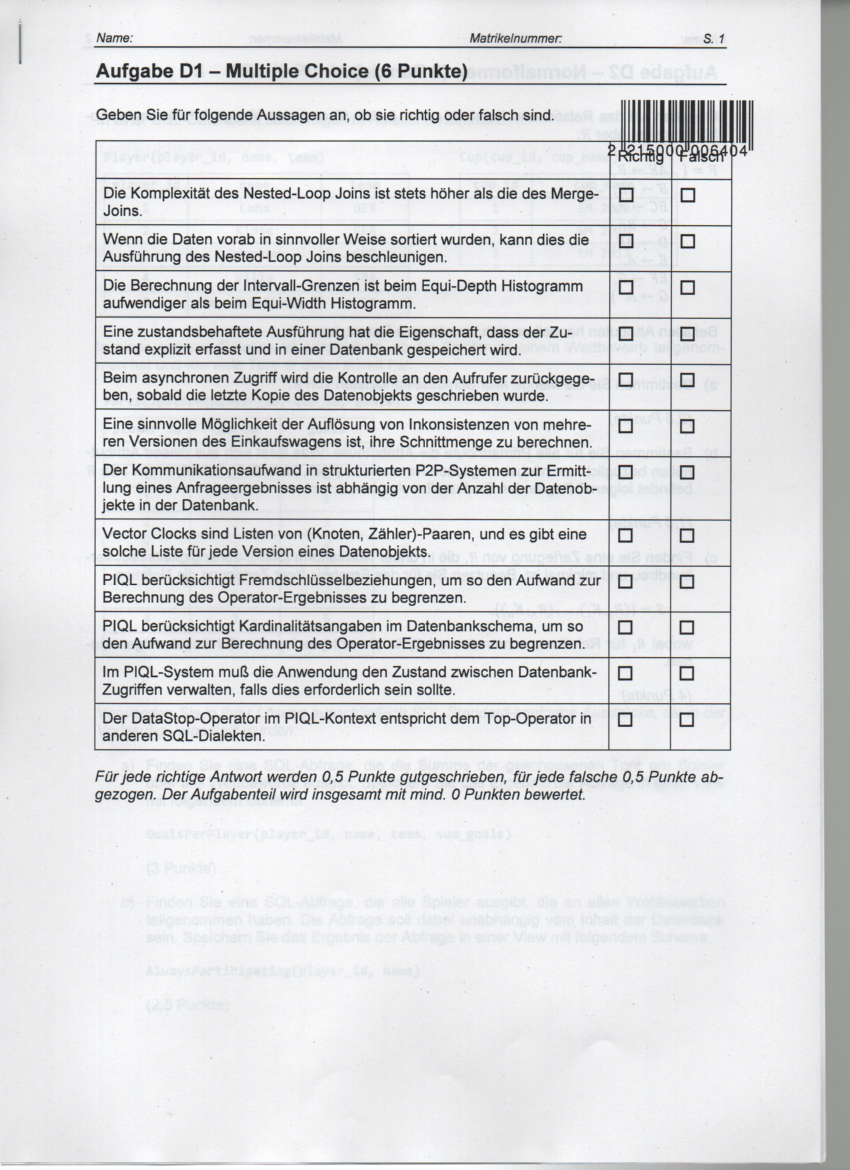 Name: Matrikelnummer: S. 1
Aufgabe D1 – Multiple Choice (6 Punkte)
Geben Sie für folgende Aussagen an, ob sie richtig oder falsch sind.
2 215000 006404
Richtig Falsch
Die Komplexität des Nested-Loop Joins ist stets höher als die des Merge-
Joins.
Wenn die Daten vorab in sinnvoller Weise sortiert wurden, kann dies die
Ausführung des Nested-Loop Joins beschleunigen.
Die Berechnung der Intervall-Grenzen ist beim Equi-Depth Histogramm
aufwendiger als beim Equi-Width Histogramm.
Eine zustandsbehaftete Ausführung hat die Eigenschaft, dass der Zu-
stand explizit erfasst und in einer Datenbank gespeichert wird.
Beim asynchronen Zugriff wird die Kontrolle an den Aufrufer zurückgege-
ben, sobald die letzte Kopie des Datenobjekts geschrieben wurde.
Eine sinnvolle Möglichkeit der Auflösung von Inkonsistenzen von mehre-
ren Versionen des Einkaufswagens ist, ihre Schnittmenge zu berechnen.
Der Kommunikationsaufwand in strukturierten P2P-Systemen zur Ermitt-
lung eines Anfrageergebnisses ist abhängig von der Anzahl der Datenob-
jekte in der Datenbank.
Vector Clocks sind Listen von (Knoten, Zähler)-Paaren, und es gibt eine
solche Liste für jede Version eines Datenobjekts.
PIQL berücksichtigt Fremdschlüsselbeziehungen, um so den Aufwand zur
Berechnung des Operator-Ergebnisses zu begrenzen.
PIQL berücksichtigt Kardinalitätsangaben im Datenbankschema, um so
den Aufwand zur Berechnung des Operator-Ergebnisses zu begrenzen.
Im PIQL-System muß die Anwendung den Zustand zwischen Datenbank-
Zugriffen verwalten, falls dies erforderlich sein sollte.
Der DataStop-Operator im PIQL-Kontext entspricht dem Top-Operator in
anderen SQL-Dialekten.
Für jede richtige Antwort werden 0,5 Punkte gutgeschrieben, für jede falsche 0,5 Punkte ab-
gezogen. Der Aufgabenteil wird insgesamt mit mind. 0 Punkten bewertet.